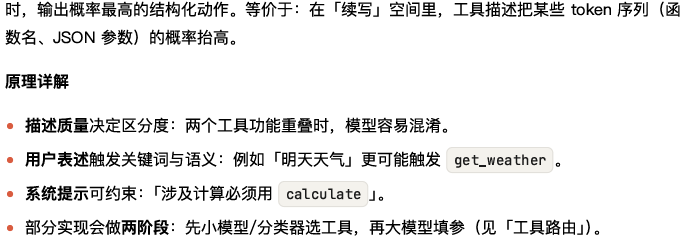 时，输出概率最高的结构化动作。等价于：在「续写」空间里，工具描述把某些 token 序列（函
数名、JSON 参数）的概率抬高。
原理详解
• 描述质量决定区分度：两个工具功能重叠时，模型容易混淆。
• 用户表述触发关键词与语义：例如「明天天气」更可能触发 get_weather 。
• 系统提示可约束：「涉及计算必须用 calculate 」。
• 部分实现会做两阶段：先小模型/分类器选工具，再大模型填参（见「工具路由」）。